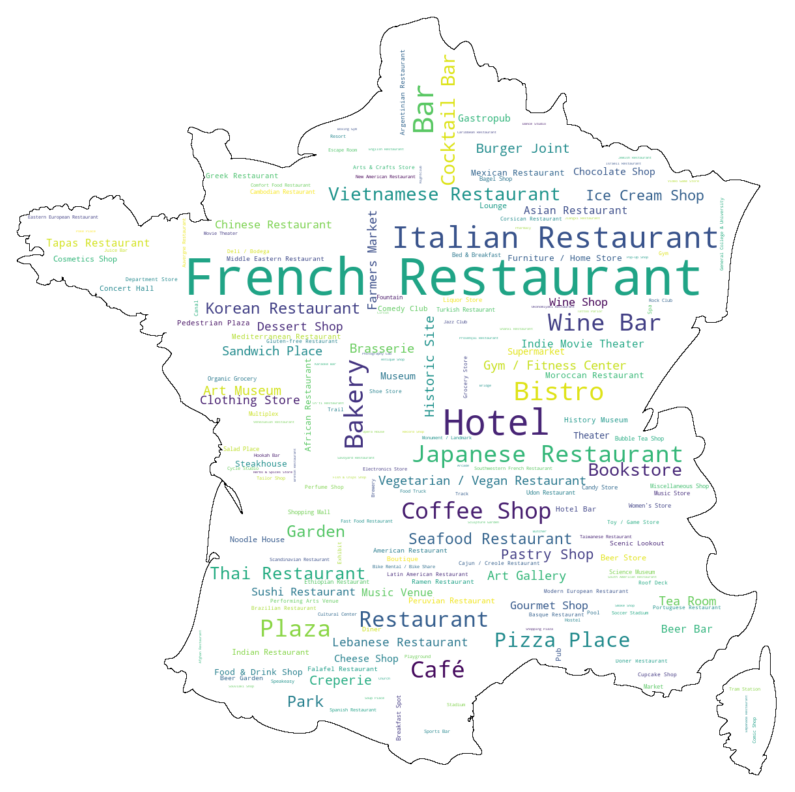 Argentinian Restaurant
Bar
Cocktail Bar
Gastropub
Resort
Escape Room
Burger Joint
Arts & Crafts Store
New American Restaurant
Mexican Restaurant
Chocolate Shop
Bagel Shop
Greek Restaurant
Comfort Food Restaurant
Cambodian Restaurant
Vietnamese Restaurant
Ice Cream Shop
Lounge
Asian Restaurant
Corsican Restaurant
Eastern European Restaurant
Chinese Restaurant
Movie Theater
Farmers Market
Italian Restaurant
Tapas Restaurant
Deli / Bodega
Cosmetics Shop
Middle Eastern Restaurant
Bed & Breakfast
Furniture / Home Store
Gym
French Restaurant
Department Store
Concert Hall
Fountain
Liquor Store
Wine Shop
Rock Club
Canal
Spa
Korean Restaurant
Comedy Club
Turkish Restaurant
Wine Bar
Pedestrian Plaza
Dessert Shop
Jazz Club
Historic Site
Mediterranean Restaurant
Gluten-Free Restaurant
Indie Movie Theater
Sandwich Place
Brasserie
Supermarket
Grocery Store
Gym / Fitness Center
Organic Grocery
Museum
Moroccan Restaurant
Art Museum
Shoe Store
Bistro
Clothing Store
African Restaurant
Bakery
Trail
Multiplex
Hotel
History Museum
Monument / Landmark
Theater
Bubble Tea Shop
Salad Place
Japanese Restaurant
Hookah Bar
Steakhouse
Electronics Store
Southwestern French Restaurant
Bookstore
Tailor Shop
Perfume Shop
Brewery
Vegetarian / Vegan Restaurant
Candy Store
Miscellaneous Shop
Food Truck
Track
Udon Restaurant
Music Store
Coffee Shop
Hotel Bar
Women's Store
Shopping Mall
Fast Food Restaurant
Toy / Game Store
Garden
Noodle House
Seafood Restaurant
Taiwanese Restaurant
Scenic Lookout
Exhibit
American Restaurant
Pastry Shop
Beer Store
Scandinavian Restaurant
Boutique
Bike Rental / Bike Share
Cajun / Creole Restaurant
Thai Restaurant
Latin American Restaurant
Art Gallery
Science Museum
Ethiopian Restaurant
Ramen Restaurant
Roof Deck
Sushi Restaurant
Music Venue
Modern European Restaurant
Performing Arts Venue
Peruvian Restaurant
Tea Room
Brazilian Restaurant
Gourmet Shop
Portuguese Restaurant
Cultural Center
Basque Restaurant
Pool
Soccer Stadium
Restaurant
Hostel
Plaza
Diner
Beer Bar
Lebanese Restaurant
Pizza Place
Indian Restaurant
Cheese Shop
Playground
Pub
Food & Drink Shop
Falafel Restaurant
Café
Beer Garden
Creperie
Speakeasy
Cupcake Shop
Market
Tram Station
Park
Spanish Restaurant
Stadium
Breakfast Spot
Sports Bar
Comic Shop